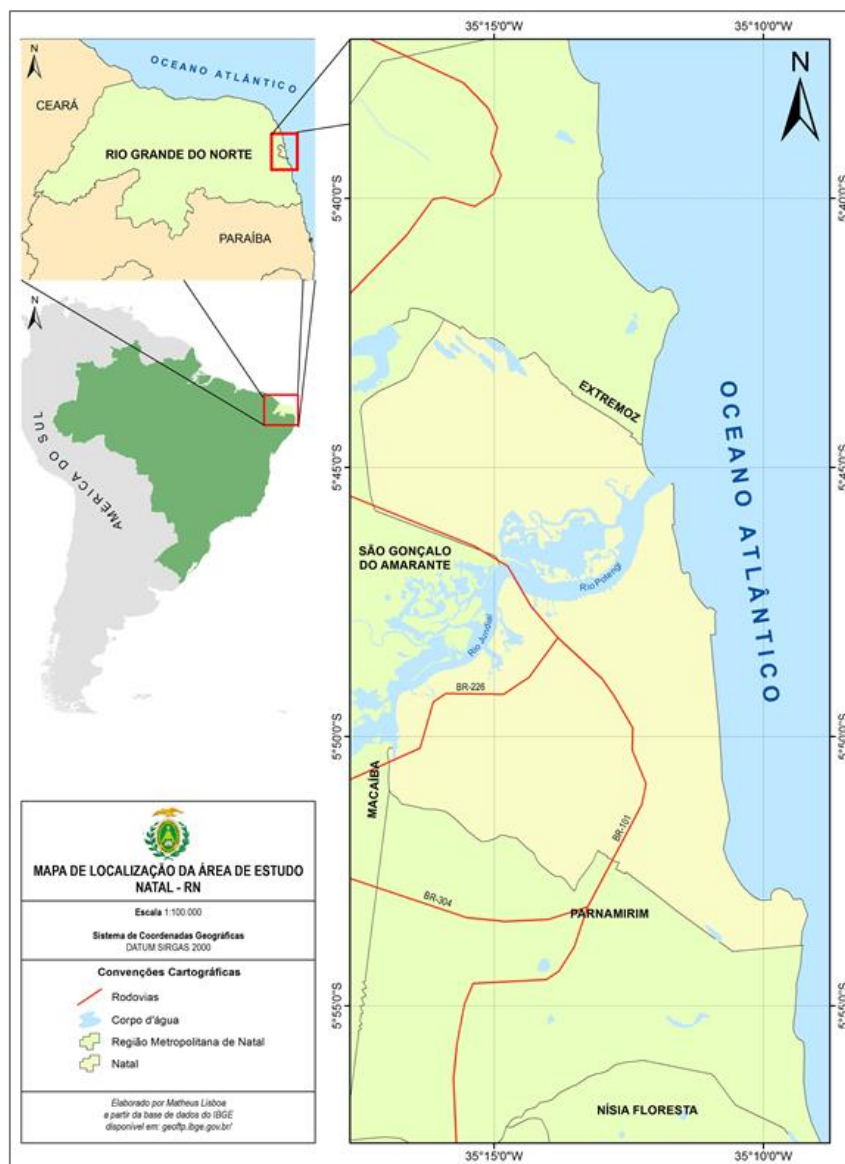 35°15'0"W
35°10'0"W
N
OCEANO ATLÂNTICO
CEARÁ
RIO GRANDE DO NORTE
PARAÍBA
N
AMÉRICA DO SUL
N
5°40'0"S
5°40'0"S
EXTREMOZ
OCEANO ATLÂNTICO
5°45'0"S
5°45'0"S
SÃO GONÇALO
DO AMARANTE
Rio Potengi
Rio Jundiaí
BR-226
5°50'0"S
5°50'0"S
MACAÍBA
BR-101
BR-304
PARNAMIRIM
5°55'0"S
5°55'0"S
NÍSIA FLORESTA
35°15'0"W
35°10'0"W
MAPA DE LOCALIZAÇÃO DA ÁREA DE ESTUDO
NATAL - RN
Escala 1:100.000
Sistema de Coordenadas Geográficas
DATUM SIRGAS 2000
Convenções Cartográficas
Rodovias
Corpo d'água
Região Metropolitana de Natal
Natal
Elaborado por Matheus Lisboa
a partir da base de dados do IBGE
disponível em: geoftp.ibge.gov.br/